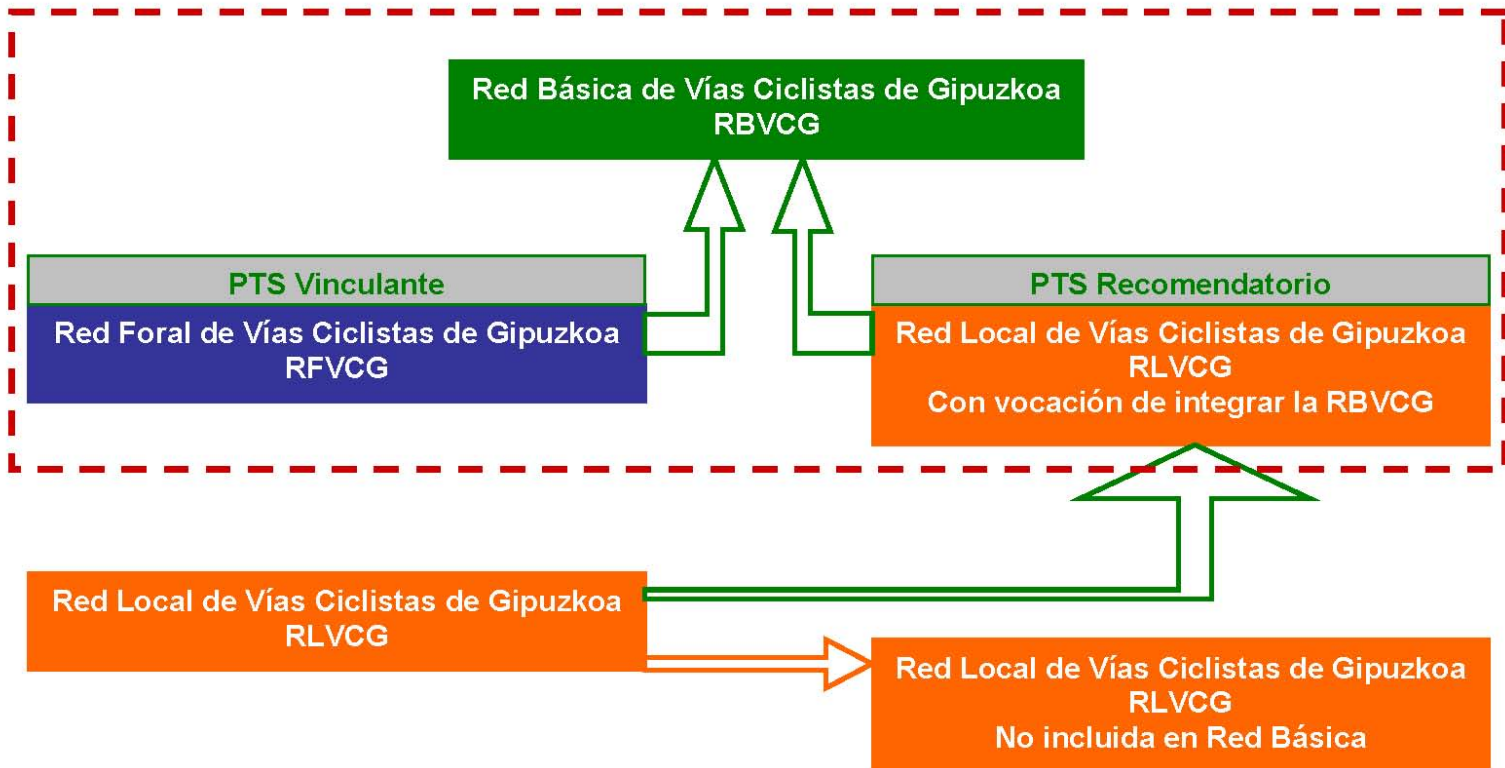 Red Básica de Vías Ciclistas de Gipuzkoa
RBVCG
PTS Vinculante
Red Foral de Vías Ciclistas de Gipuzkoa
RFVCG
PTS Recomendatorio
Red Local de Vías Ciclistas de Gipuzkoa
RLVCG
Con vocación de integrar la RBVCG
Red Local de Vías Ciclistas de Gipuzkoa
RLVCG
Red Local de Vías Ciclistas de Gipuzkoa
RLVCG
No incluida en Red Básica